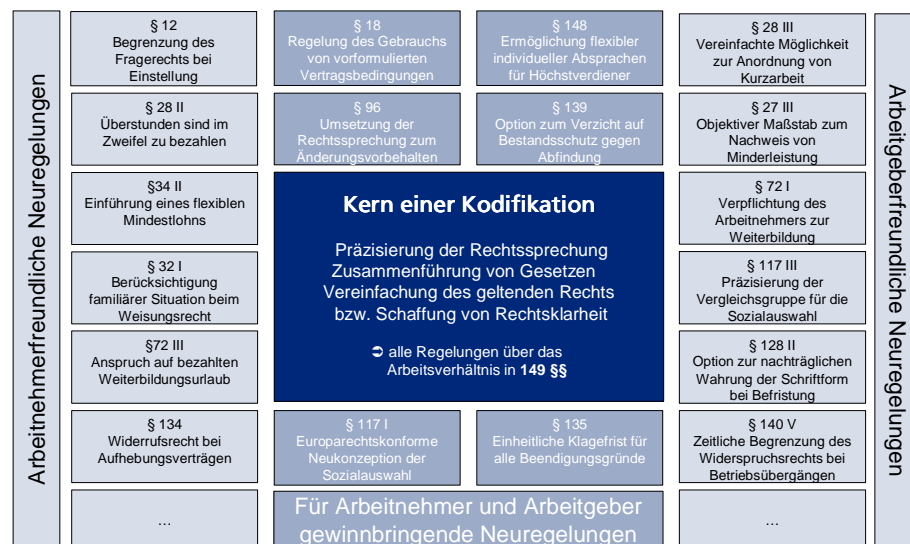 Arbeitnehmerfreundliche Neuregelungen
§ 12
Begrenzung des
Fragerechts bei
Einstellung
§ 28 II
Überstunden sind im
Zweifel zu bezahlen
§34 II
Einführung eines flexiblen
Mindestlohns
§ 32 I
Berücksichtigung
familiärer Situation beim
Weisungsrecht
§72 III
Anspruch auf bezahlten
Weiterbildungsurlaub
§ 134
Widerrufsrecht bei
Aufhebungsverträgen
...
§ 18
Regelung des Gebrauchs
von vorformulierten
Vertragsbedingungen
§ 148
Ermöglichung flexibler
individueller Absprachen
für Höchstverdiener
§ 96
Umsetzung der
Rechtssprechung zum
Änderungsvorbehalten
§ 139
Option zum Verzicht auf
Bestandsschutz gegen
Abfindung
Kern einer Kodifikation
Präzisierung der Rechtssprechung
Zusammenführung von Gesetzen
Vereinfachung des geltenden Rechts
bzw. Schaffung von Rechtsklarheit
➲ alle Regelungen über das
Arbeitsverhältnis in 149 §§
§ 117 I
Europarechtskonforme
Neukonzeption der
Sozialauswahl
§ 135
Einheitliche Klagefrist für
alle Beendigungsgründe
Für Arbeitnehmer und Arbeitgeber
gewinnbringende Neuregelungen
§ 28 III
Vereinfachte Möglichkeit
zur Anordnung von
Kurzarbeit
§ 27 III
Objektiver Maßstab zum
Nachweis von
Minderleistung
§ 72 I
Verpflichtung des
Arbeitnehmers zur
Weiterbildung
§ 117 III
Präzisierung der
Vergleichsgruppe für die
Sozialauswahl
§ 128 II
Option zur nachträglichen
Wahrung der Schriftform
bei Befristung
§ 140 V
Zeitliche Begrenzung des
Widerspruchsrechts bei
Betriebsübergängen
...
Arbeitgeberfreundliche Neuregelungen